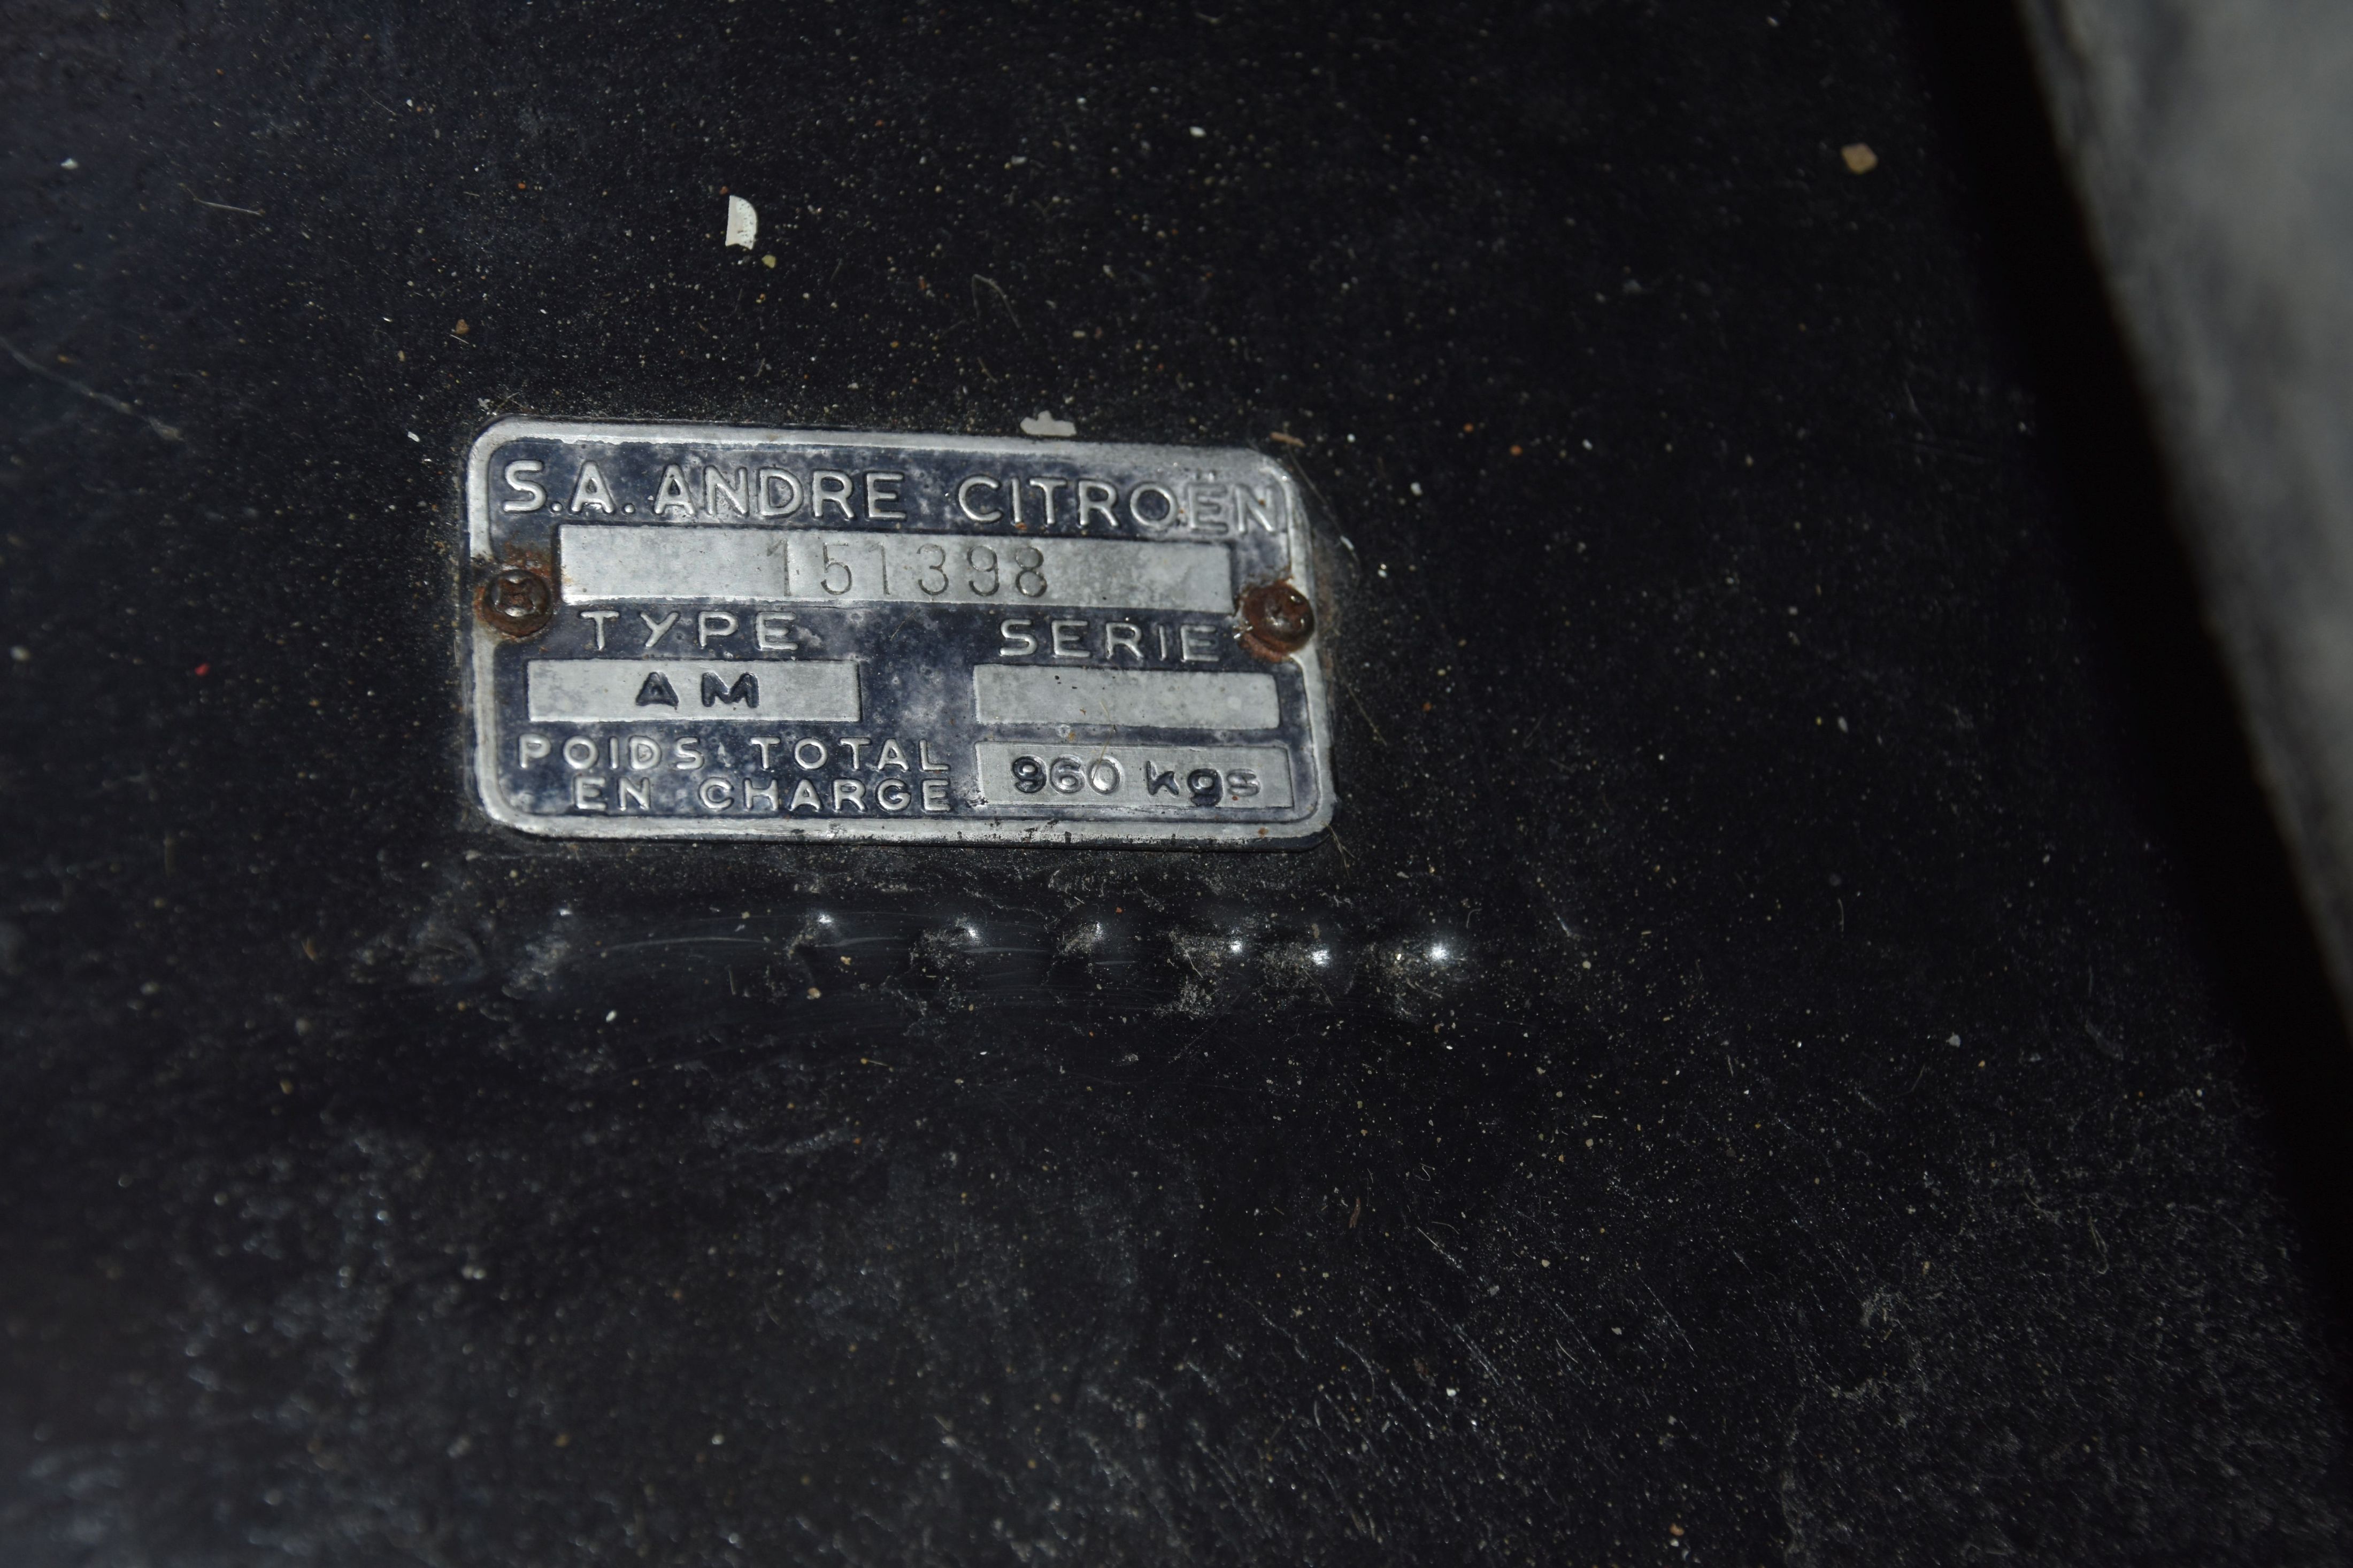 S.A. ANDRE CITROËN
151398
TYPE SERIE
AM
POIDS TOTAL
EN CHARGE 960 kgs